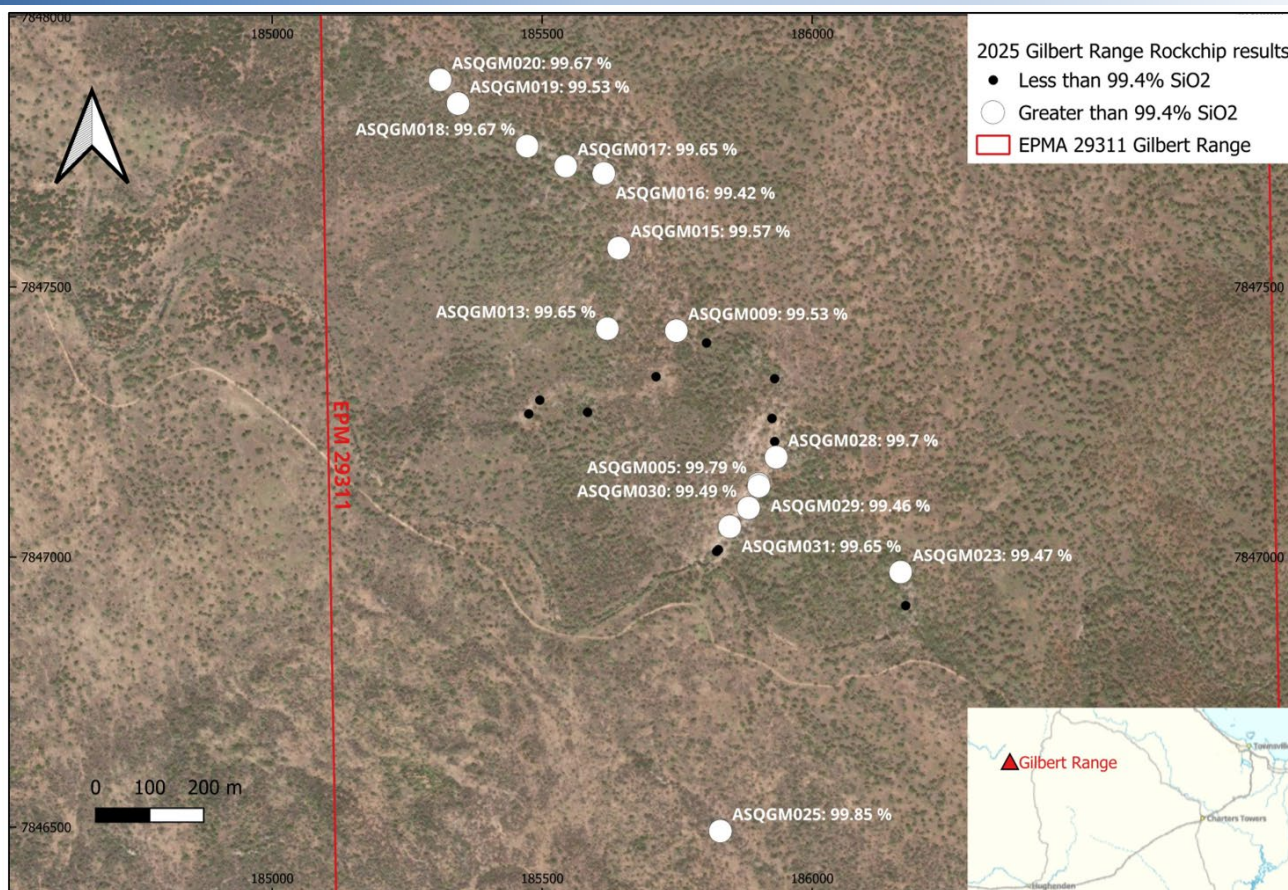 7848000
185000
185500
186000
2025 Gilbert Range Rockchip results
Less than 99.4% SiO2
Greater than 99.4% SiO2
EPMA 29311 Gilbert Range
ASQGM020: 99.67 %
ASQGM019: 99.53 %
ASQGM018: 99.67 %
ASQGM017: 99.65 %
ASQGM016: 99.42 %
ASQGM015: 99.57 %
7847500
7847500
ASQGM013: 99.65 %
ASQGM009: 99.53 %
EPM 29311
ASQGM028: 99.7 %
ASQGM005: 99.79 %
ASQGM030: 99.49 %
ASQGM029: 99.46 %
ASQGM031: 99.65 %
ASQGM023: 99.47 %
7847000
7847000
0 100 200 m
ASQGM025: 99.85 %
7846500
185000
185500
186000
Gilbert Range
Charters Towers
Hughenden